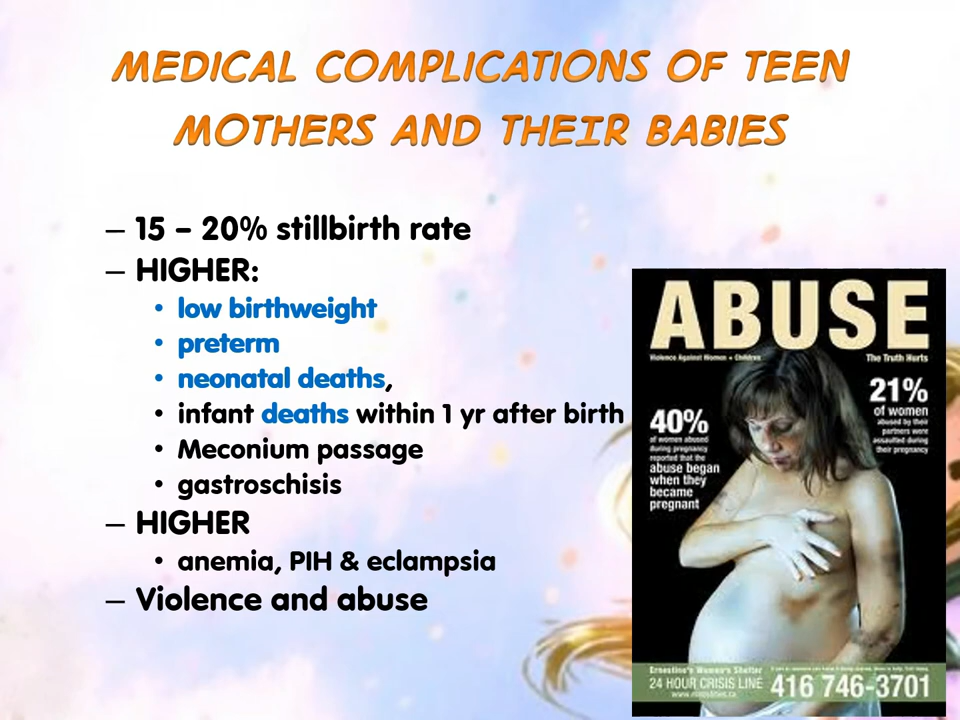 MEDICAL COMPLICATIONS OF TEEN
MOTHERS AND THEIR BABIES
– 15 – 20% stillbirth rate
– HIGHER:
• low birthweight
• preterm
• neonatal deaths,
• infant deaths within 1 yr after birth
• Meconium passage
• gastroschisis
– HIGHER
• anemia, PIH & eclampsia
– Violence and abuse
ABUSE
Violence Against Women + Children
The Truth Hurts
40%
of women abused
during pregnancy
reported that the
abuse began
when they
became
pregnant
21%
of women
abused by their
partners were
assaulted during
their pregnancy
Ernestine's Women's Shelter
24 HOUR CRISIS LINE 416 746-3701